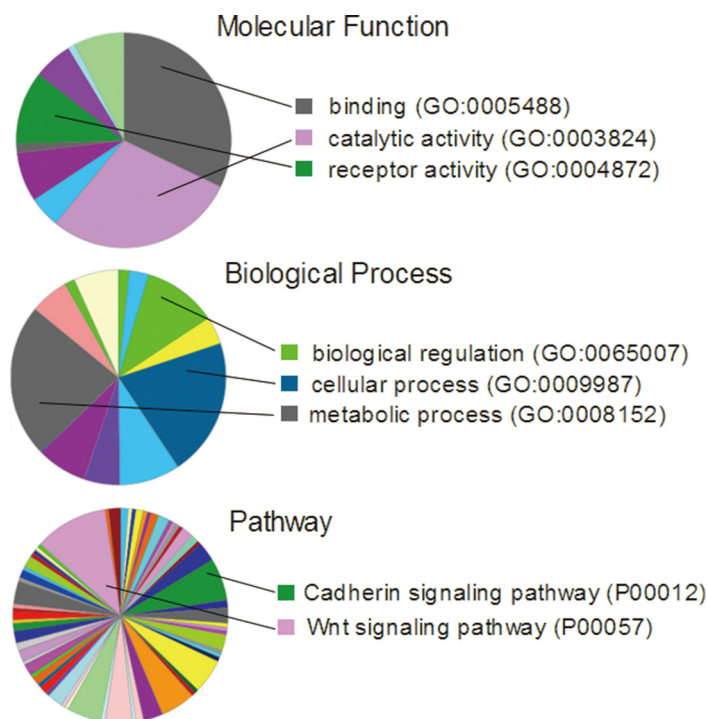 Molecular Function
binding (GO:0005488)
catalytic activity (GO:0003824)
receptor activity (GO:0004872)
Biological Process
biological regulation (GO:0065007)
cellular process (GO:0009987)
metabolic process (GO:0008152)
Pathway
Cadherin signaling pathway (P00012)
Wnt signaling pathway (P00057)